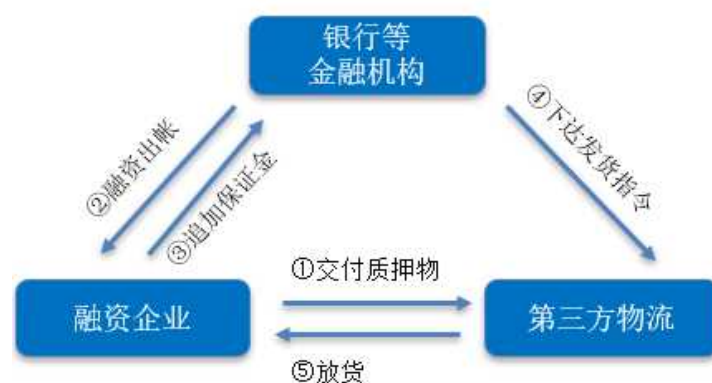 银行等
金融机构
②融资出帐
③追加保证金
④下达发货指令
①交付质押物
融资企业
第三方物流
⑤放货